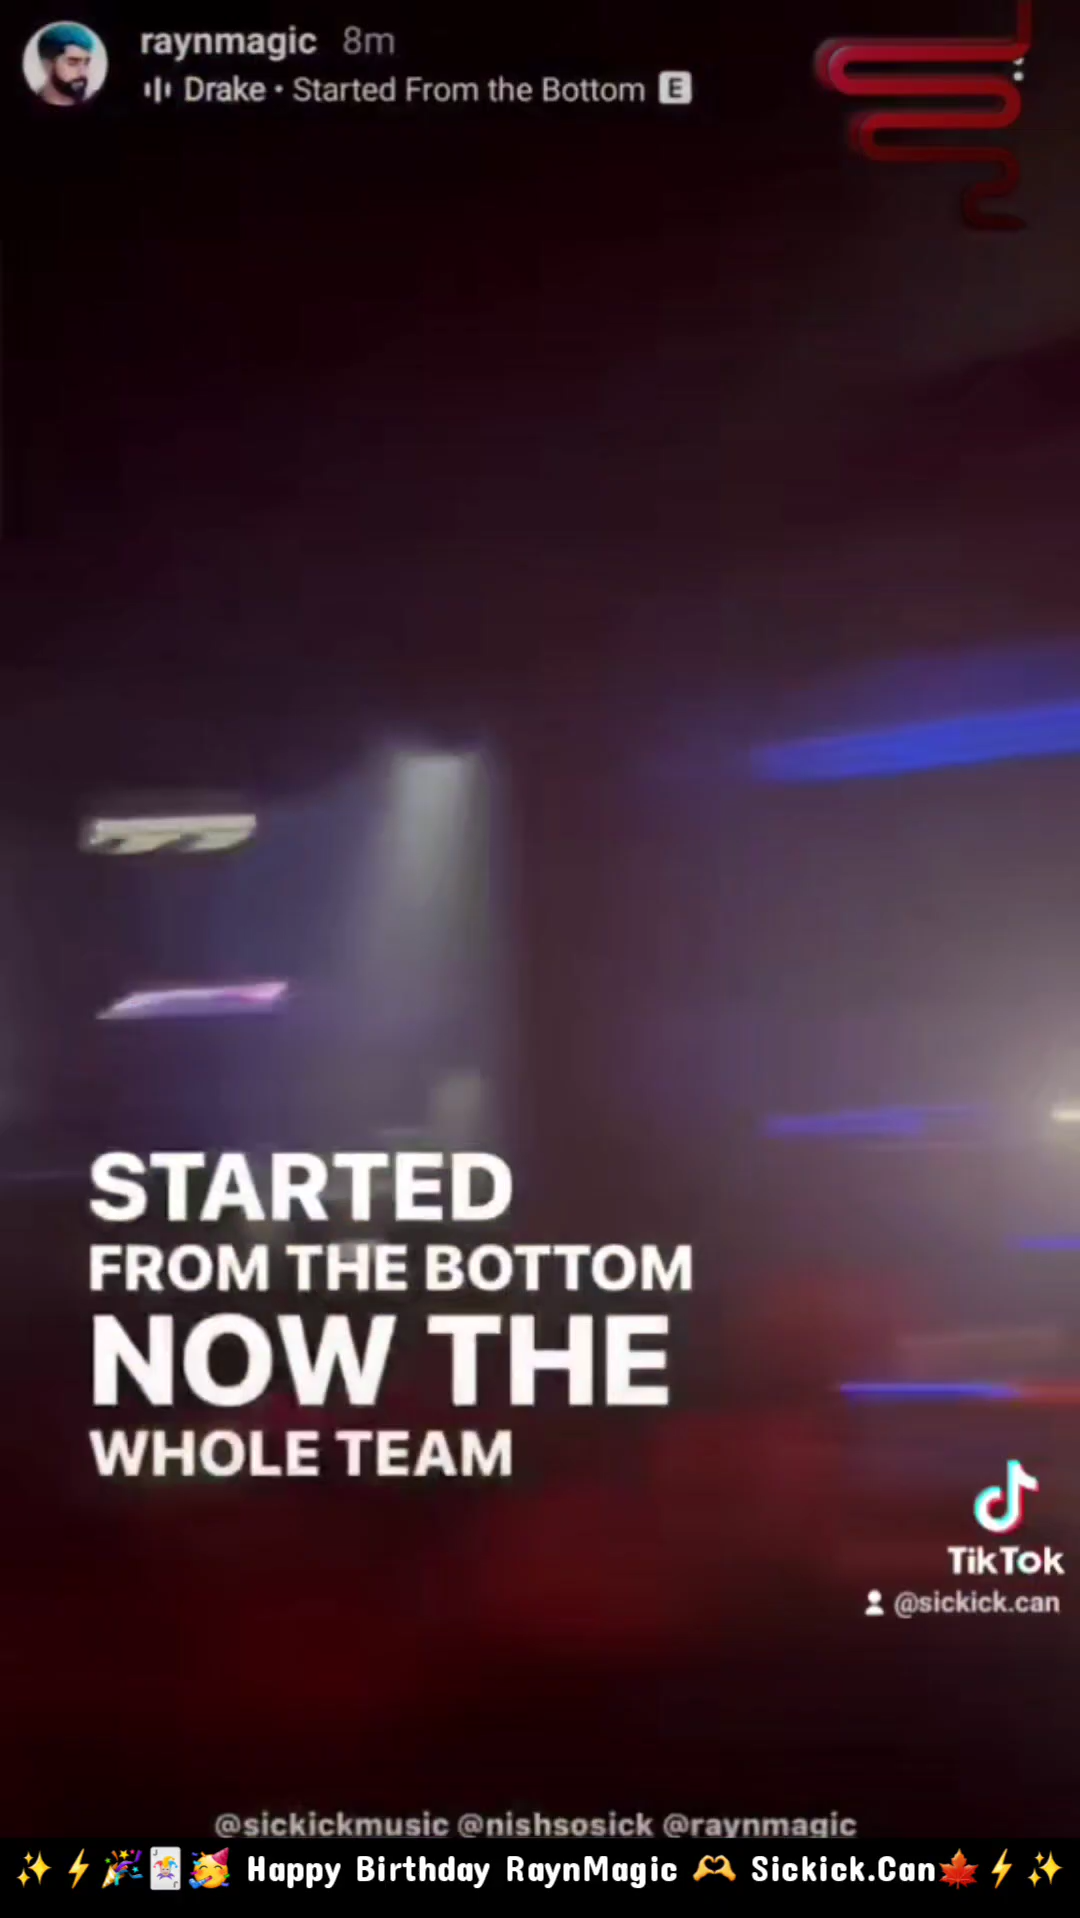 raynmagic 8m
Drake • Started From the Bottom E
STARTED
FROM THE BOTTOM
NOW THE
WHOLE TEAM
TikTok
@sickick.can
@sickickmusic @nishsosick @raynmagic
✨⚡🎉🃏🥳 Happy Birthday RaynMagic 🫶 Sickick.Can🍁⚡✨